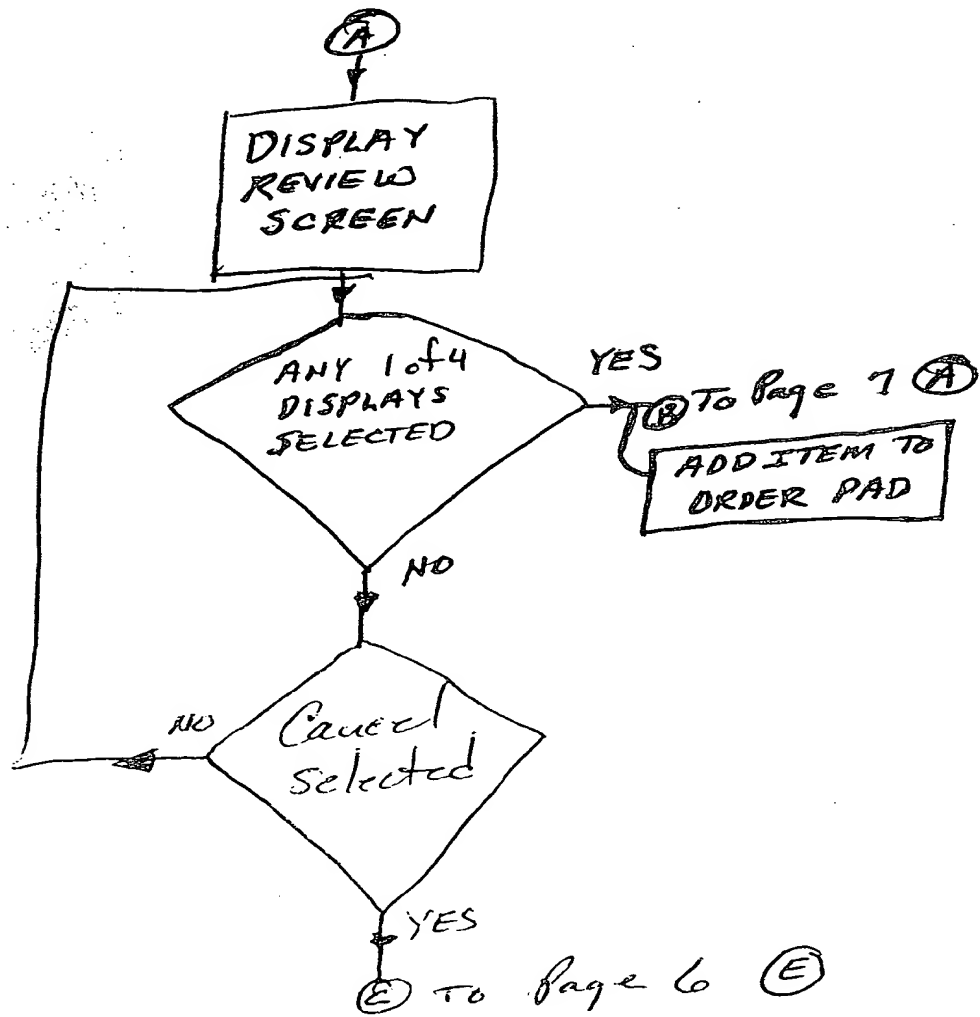 A
DISPLAY
REVIEW
SCREEN
ANY 1 of 4
DISPLAYS
SELECTED
YES
B To Page 7 A
ADD ITEM TO
ORDER PAD
NO
Cancel
selected
NO
YES
E To Page 6 E